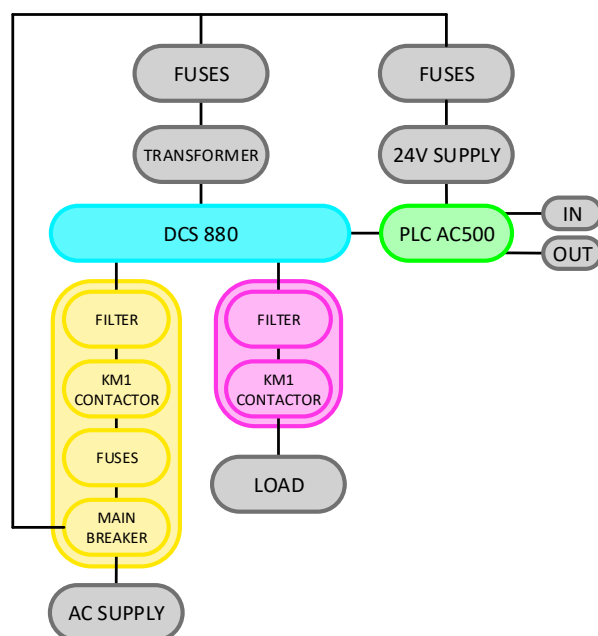 FUSES
FUSES
TRANSFORMER
24V SUPPLY
DCS 880
PLC AC500
IN
OUT
FILTER
FILTER
KM1
CONTACTOR
KM1
CONTACTOR
FUSES
LOAD
MAIN
BREAKER
AC SUPPLY